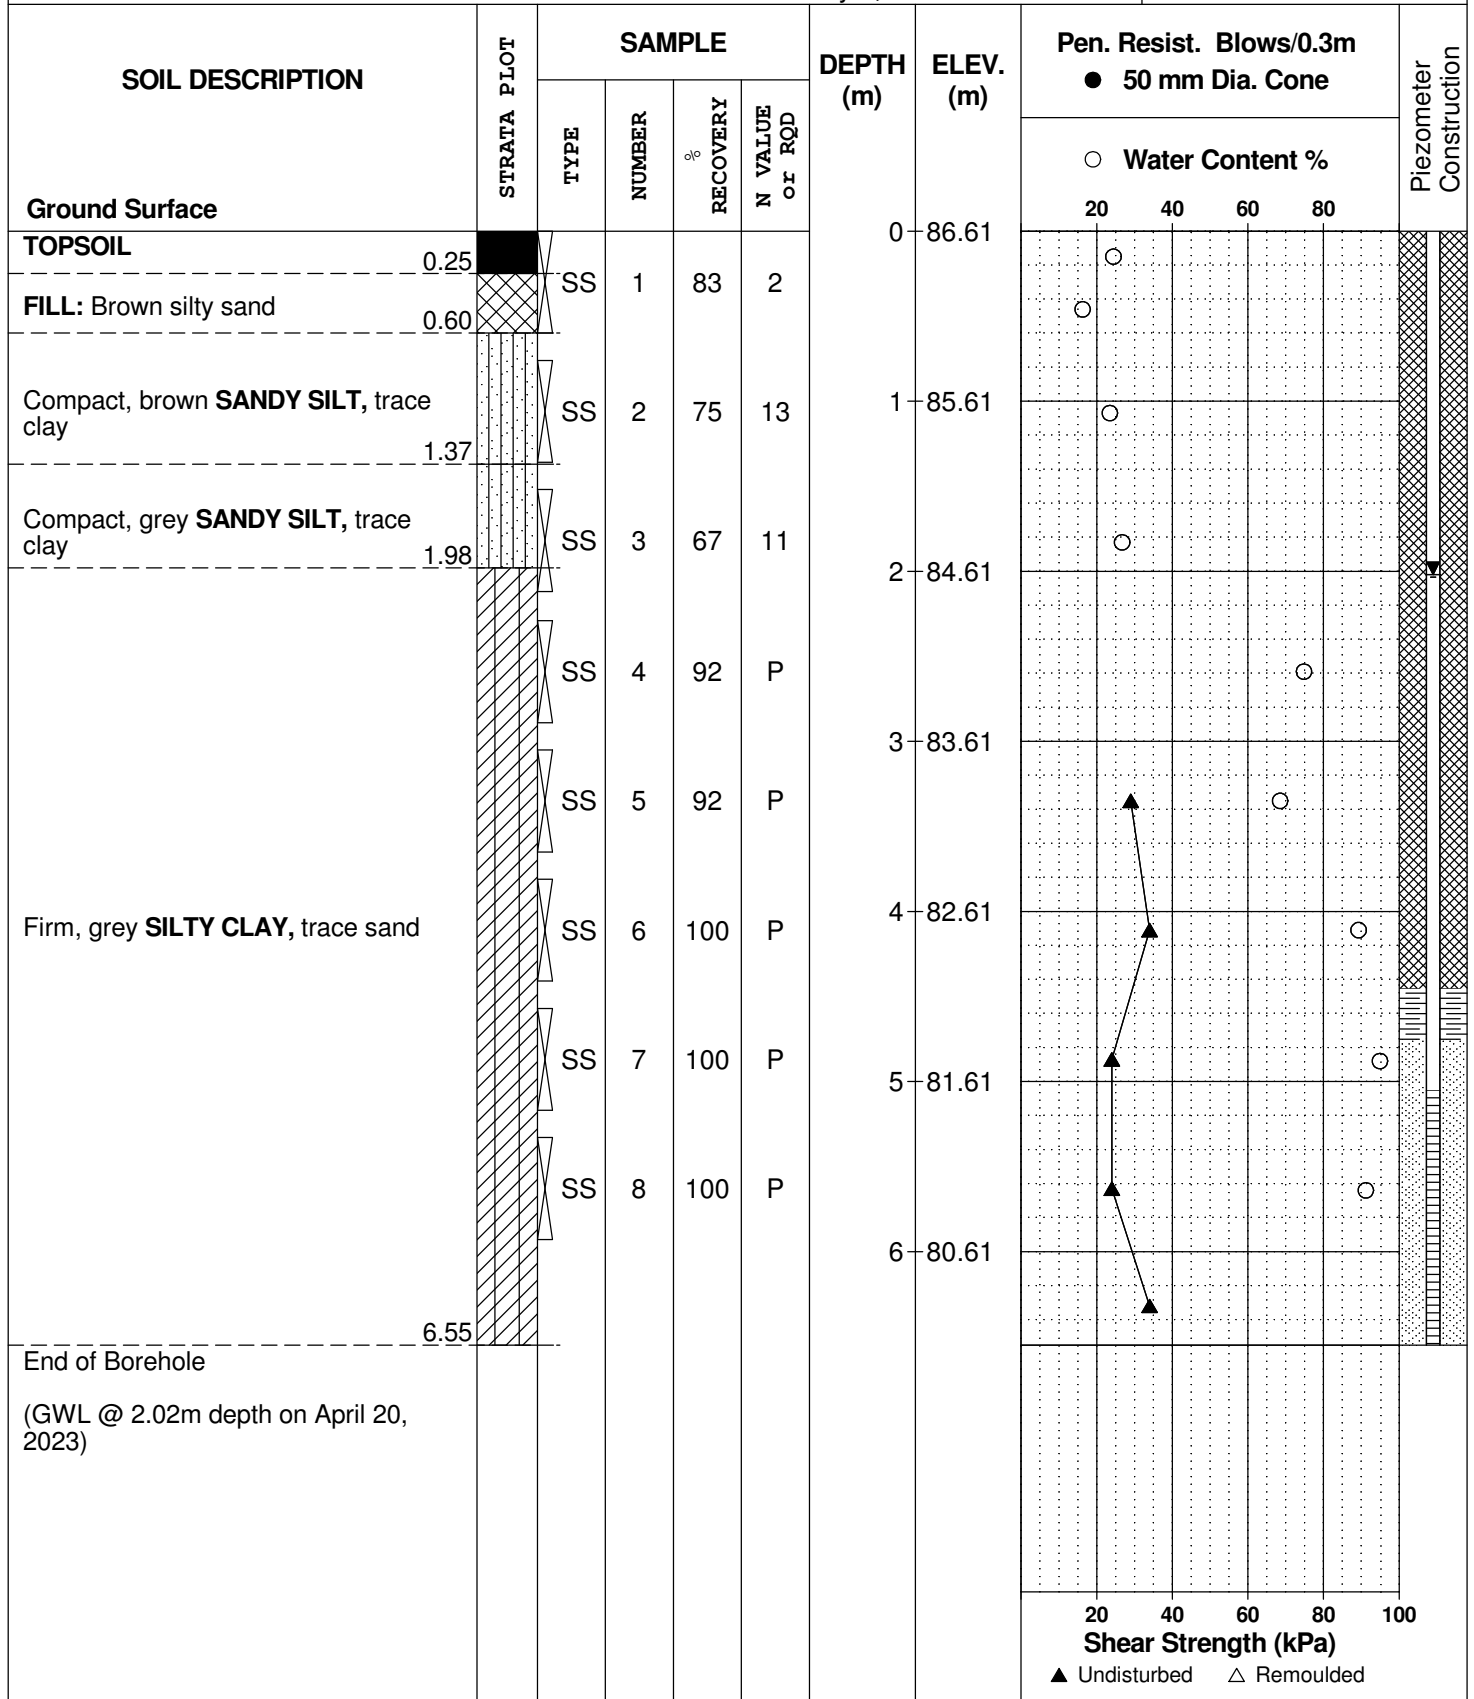 SOIL DESCRIPTION
STRATA PLOT
SAMPLE
TYPE
NUMBER
%
RECOVERY
N VALUE
or RQD
DEPTH
(m)
ELEV.
(m)
Pen. Resist. Blows/0.3m
● 50 mm Dia. Cone
○ Water Content %
20 40 60 80
Piezometer
Construction
Ground Surface
0 86.61
TOPSOIL
0.25
SS 1 83 2
FILL: Brown silty sand
0.60
Compact, brown SANDY SILT, trace
clay
1.37
SS 2 75 13
1 85.61
Compact, grey SANDY SILT, trace
clay
1.98
SS 3 67 11
2 84.61
SS 4 92 P
3 83.61
SS 5 92 P
4 82.61
Firm, grey SILTY CLAY, trace sand
SS 6 100 P
SS 7 100 P
5 81.61
SS 8 100 P
6 80.61
6.55
End of Borehole
(GWL @ 2.02m depth on April 20,
2023)
20 40 60 80 100
Shear Strength (kPa)
▲ Undisturbed △ Remoulded